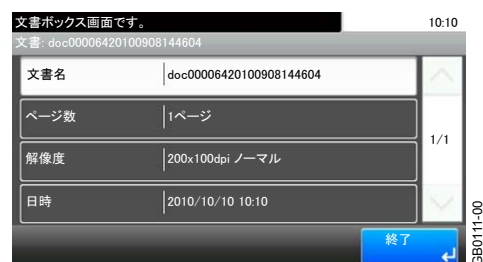 文書ボックス画面です。 10:10
文書: doc00006420100908144604
文書名 doc00006420100908144604
ページ数 1ページ
1/1
解像度 200x100dpi ノーマル
日時 2010/10/10 10:10
終了
GB0111-00